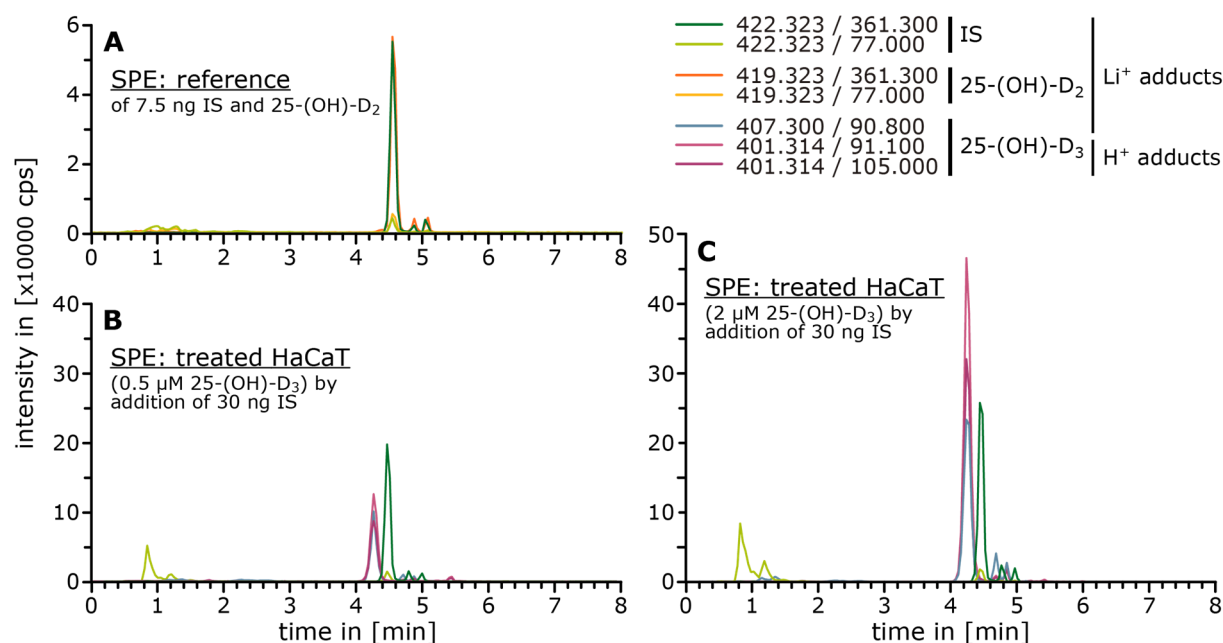 A
SPE: reference
of 7.5 ng IS and 25-(OH)-D₂
6
4
2
0
0 1 2 3 4 5 6 7 8
422.323 / 361.300
422.323 / 77.000
IS
419.323 / 361.300
419.323 / 77.000
25-(OH)-D₂
407.300 / 90.800
401.314 / 91.100
401.314 / 105.000
25-(OH)-D₃
Li⁺ adducts
H⁺ adducts
intensity in [x10000 cps]
B
SPE: treated HaCaT
(0.5 µM 25-(OH)-D₃) by
addition of 30 ng IS
40
30
20
10
0
0 1 2 3 4 5 6 7 8
time in [min]
C
SPE: treated HaCaT
(2 µM 25-(OH)-D₃) by
addition of 30 ng IS
50
40
30
20
10
0
0 1 2 3 4 5 6 7 8
time in [min]